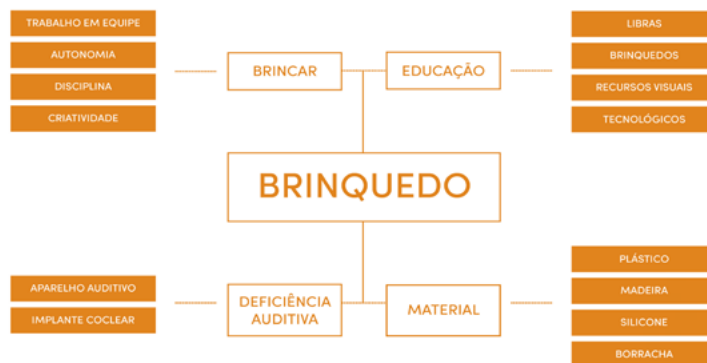 TRABALHO EM EQUIPE
AUTONOMIA
DISCIPLINA
CRIATIVIDADE
BRINCAR
EDUCAÇÃO
LIBRAS
BRINQUEDOS
RECURSOS VISUAIS
TECNOLÓGICOS
BRINQUEDO
APARELHO AUDITIVO
IMPLANTE COCLEAR
DEFICIÊNCIA
AUDITIVA
MATERIAL
PLÁSTICO
MADEIRA
SILICONE
BORRACHA